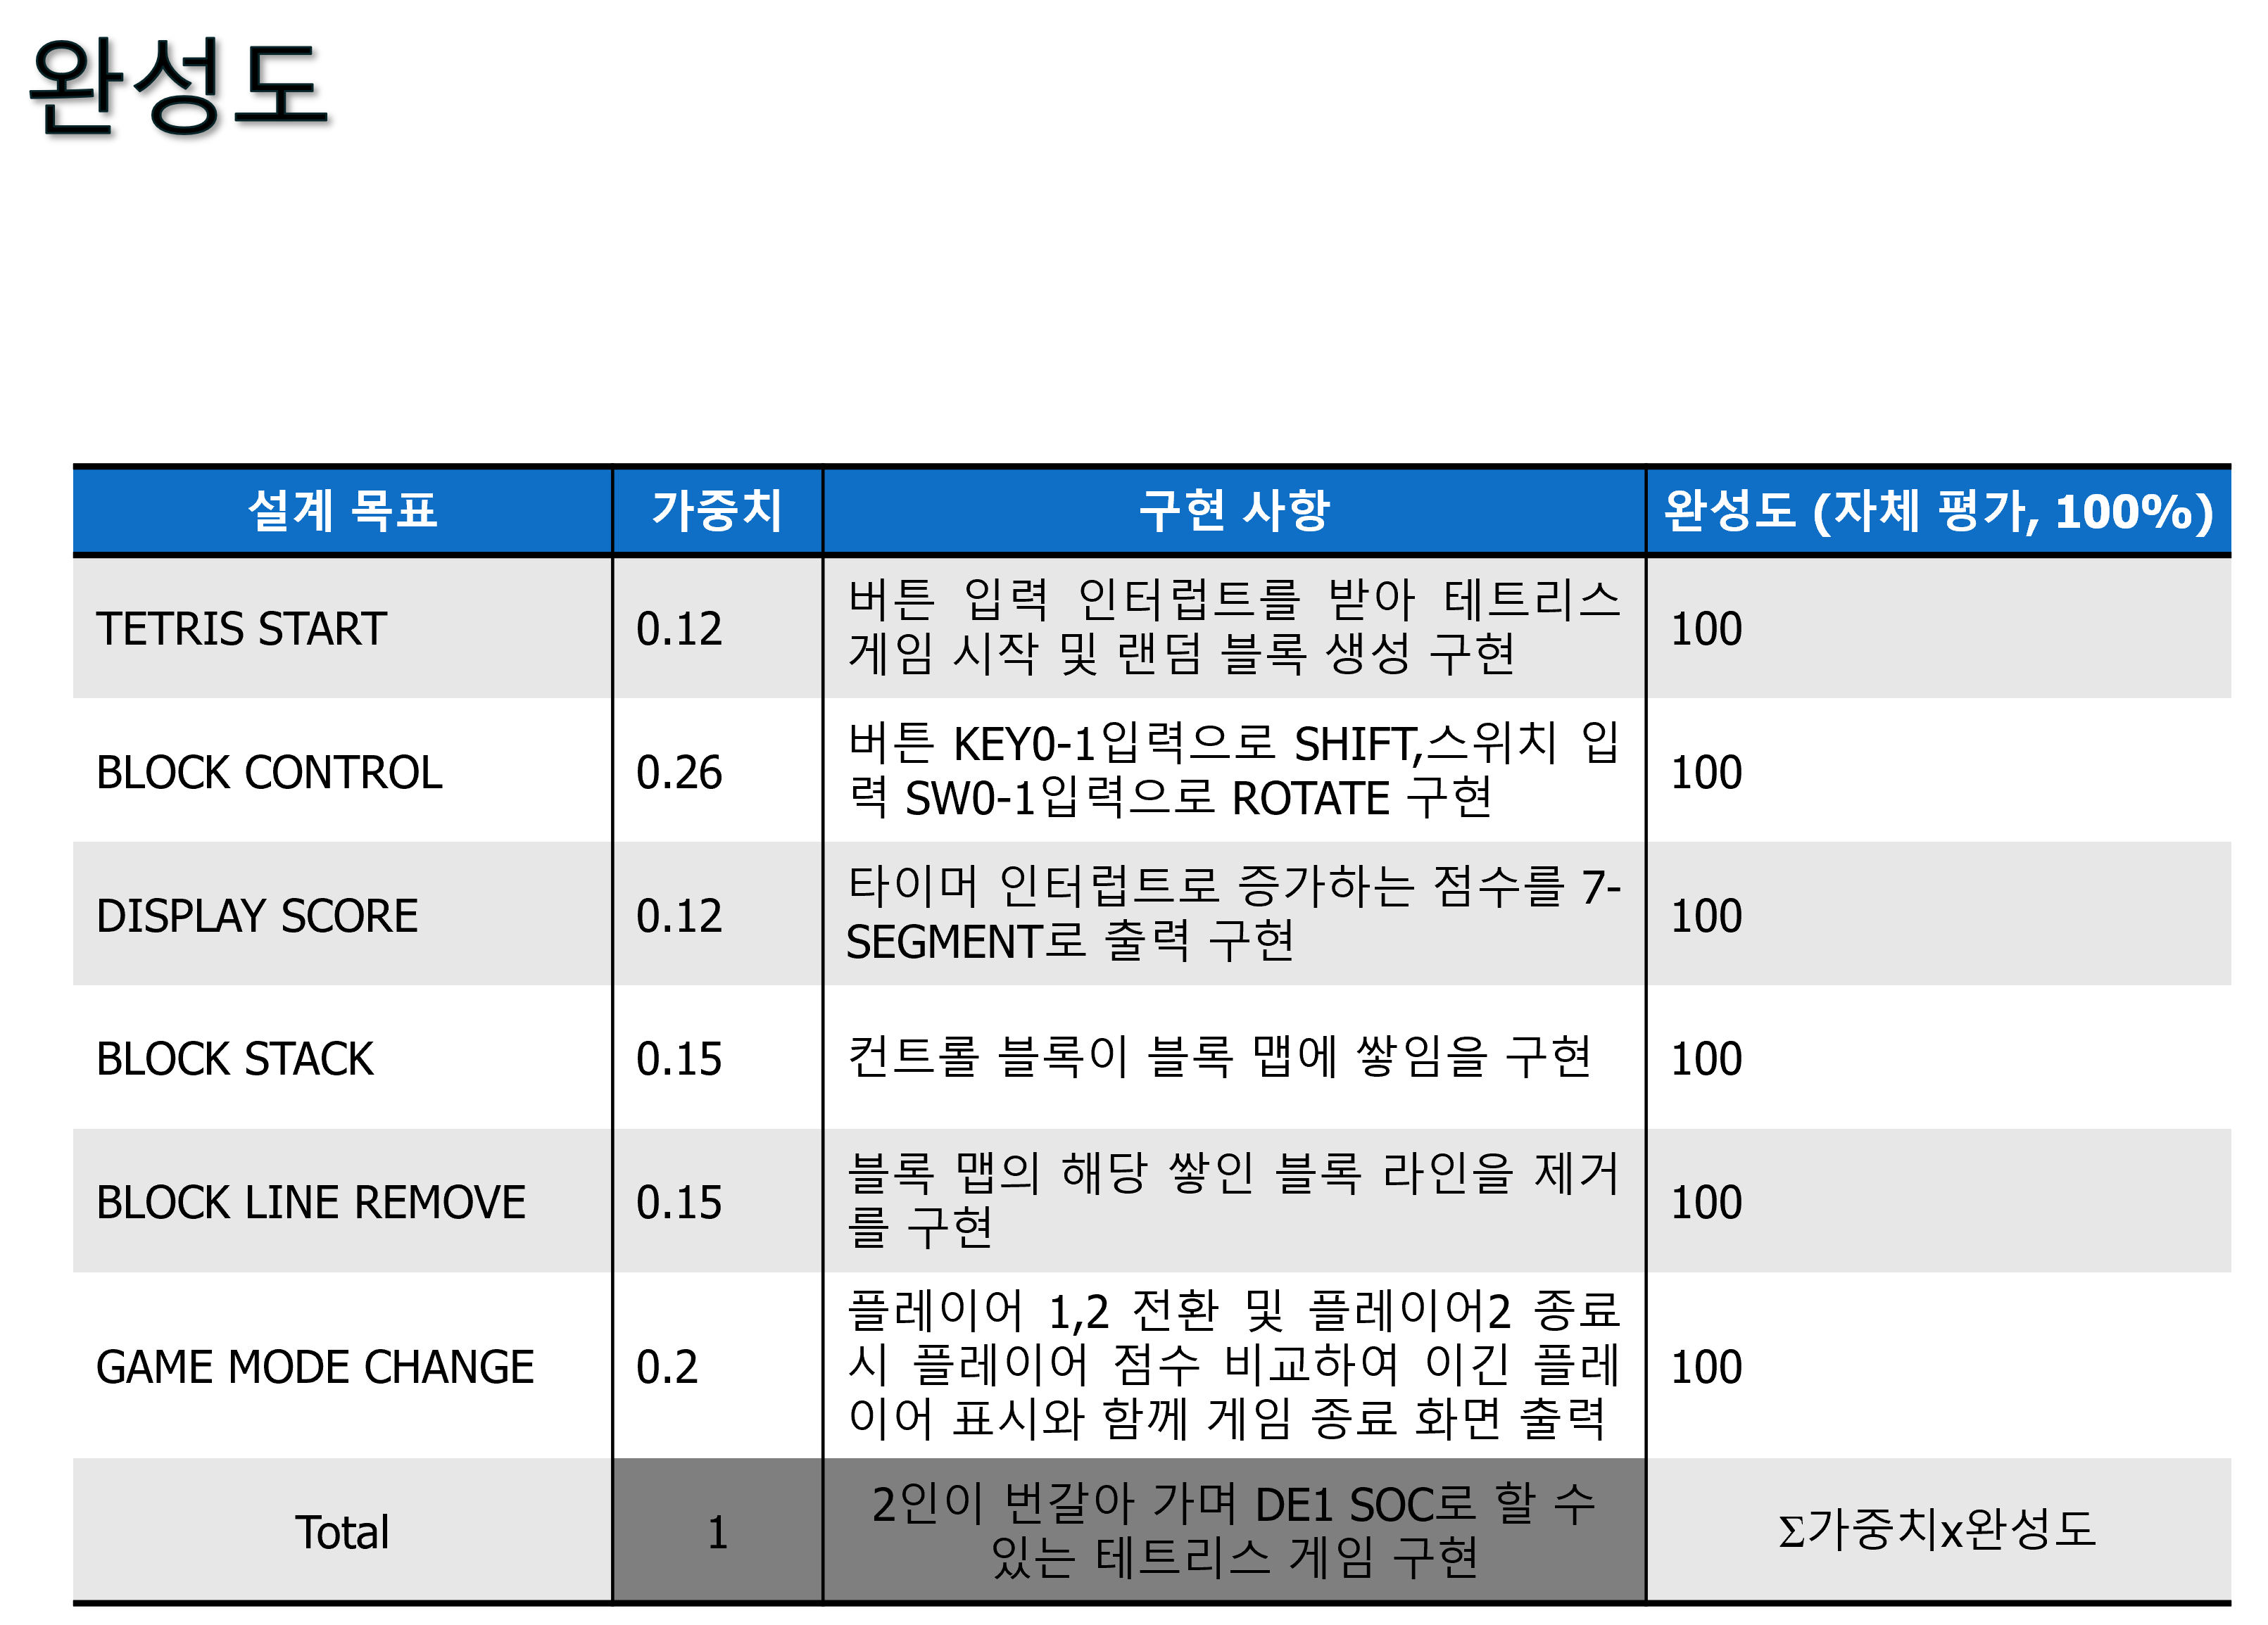 완성도
설계 목표 가중치 구현 사항 완성도 (자체 평가, 100%)
TETRIS START 0.12 버튼 입력 인터럽트를 받아 테트리스
게임 시작 및 랜덤 블록 생성 구현 100
BLOCK CONTROL 0.26 버튼 KEY0-1입력으로 SHIFT,스위치 입
력 SW0-1입력으로 ROTATE 구현 100
DISPLAY SCORE 0.12 타이머 인터럽트로 증가하는 점수를 7-
SEGMENT로 출력 구현 100
BLOCK STACK 0.15 컨트롤 블록이 블록 맵에 쌓임을 구현 100
BLOCK LINE REMOVE 0.15 블록 맵의 해당 쌓인 블록 라인을 제거
를 구현 100
GAME MODE CHANGE 0.2 플레이어 1,2 전환 및 플레이어2 종료
시 플레이어 점수 비교하여 이긴 플레
이어 표시와 함께 게임 종료 화면 출력 100
Total 1 2인이 번갈아 가며 DE1 SOC로 할 수
있는 테트리스 게임 구현 Σ가중치x완성도